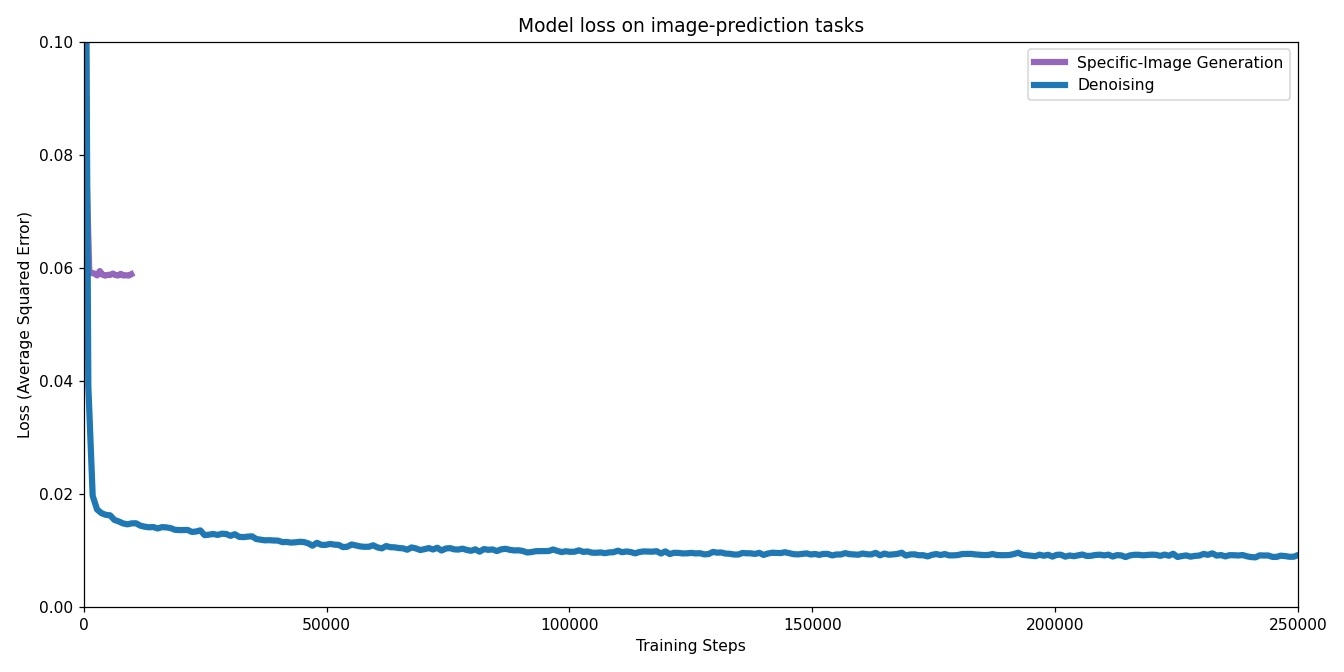 Model loss on image-prediction tasks
Specific-Image Generation
Denoising
Loss (Average Squared Error)
0.10
0.08
0.06
0.04
0.02
0.00
0
50000
100000
150000
200000
250000
Training Steps